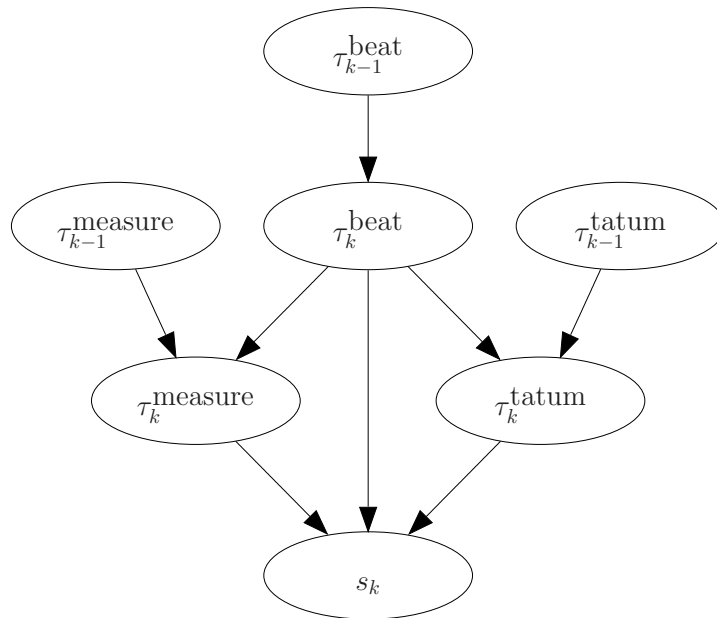 τ_{k−1}^{beat}
τ_{k−1}^{measure} τ_k^{beat} τ_{k−1}^{tatum}
τ_k^{measure} τ_k^{tatum}
s_k